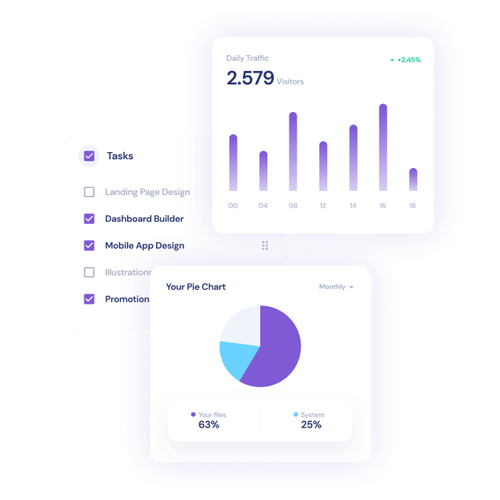 Daily Traffic
+2.45%
2.579 Visitors
00 04 08 12 14 16 18
Tasks
Landing Page Design
Dashboard Builder
Mobile App Design
Illustrations
Promotion
Your Pie Chart
Monthly
Your files
63%
System
25%